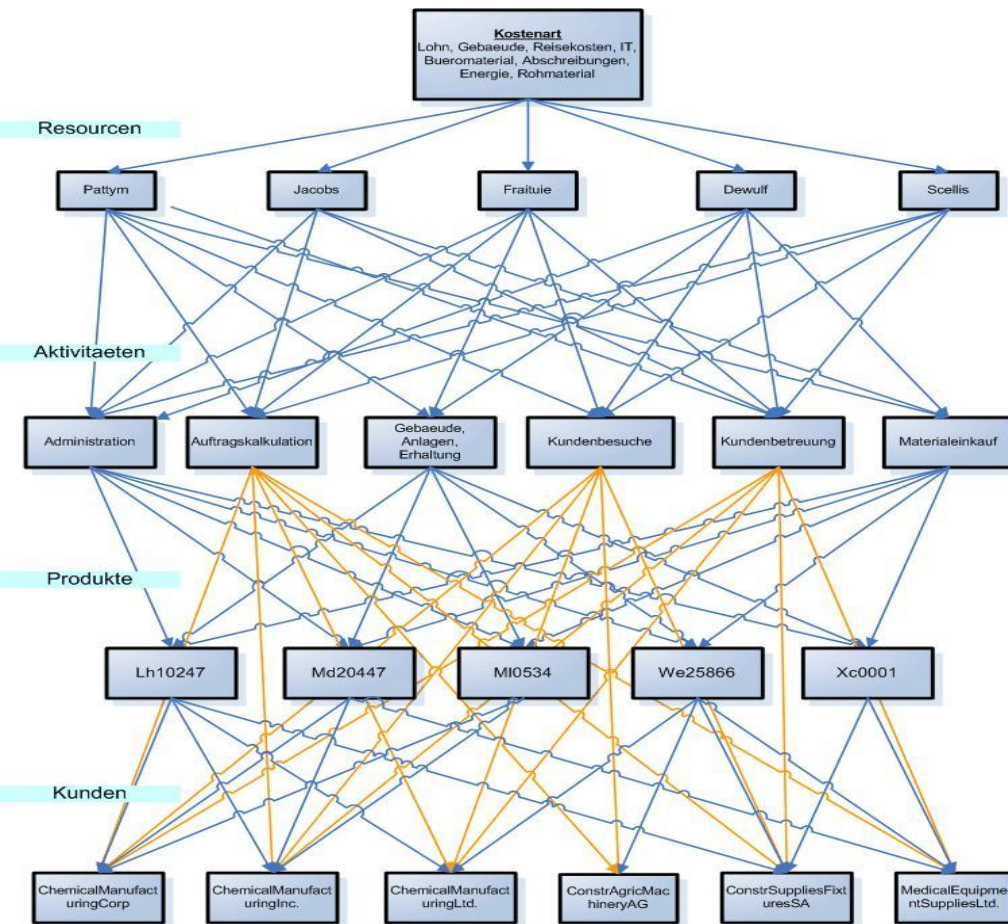 Kostenart
Lohn, Gebaeude, Reisekosten, IT,
Bueromaterial, Abschreibungen,
Energie, Rohmaterial
Resourcen
Pattym
Jacobs
Fraituie
Dewulf
Scellis
Aktivitaeten
Administration
Auftragskalkulation
Gebaeude,
Anlagen,
Erhaltung
Kundenbesuche
Kundenbetreuung
Materialeinkauf
Produkte
Lh10247
Md20447
Ml0534
We25866
Xc0001
Kunden
ChemicalManufact
uringCorp
ChemicalManufact
uringInc.
ChemicalManufact
uringLtd.
ConstrAgricMac
hineryAG
ConstrSuppliesFixt
uresSA
MedicalEquipme
ntSuppliesLtd.